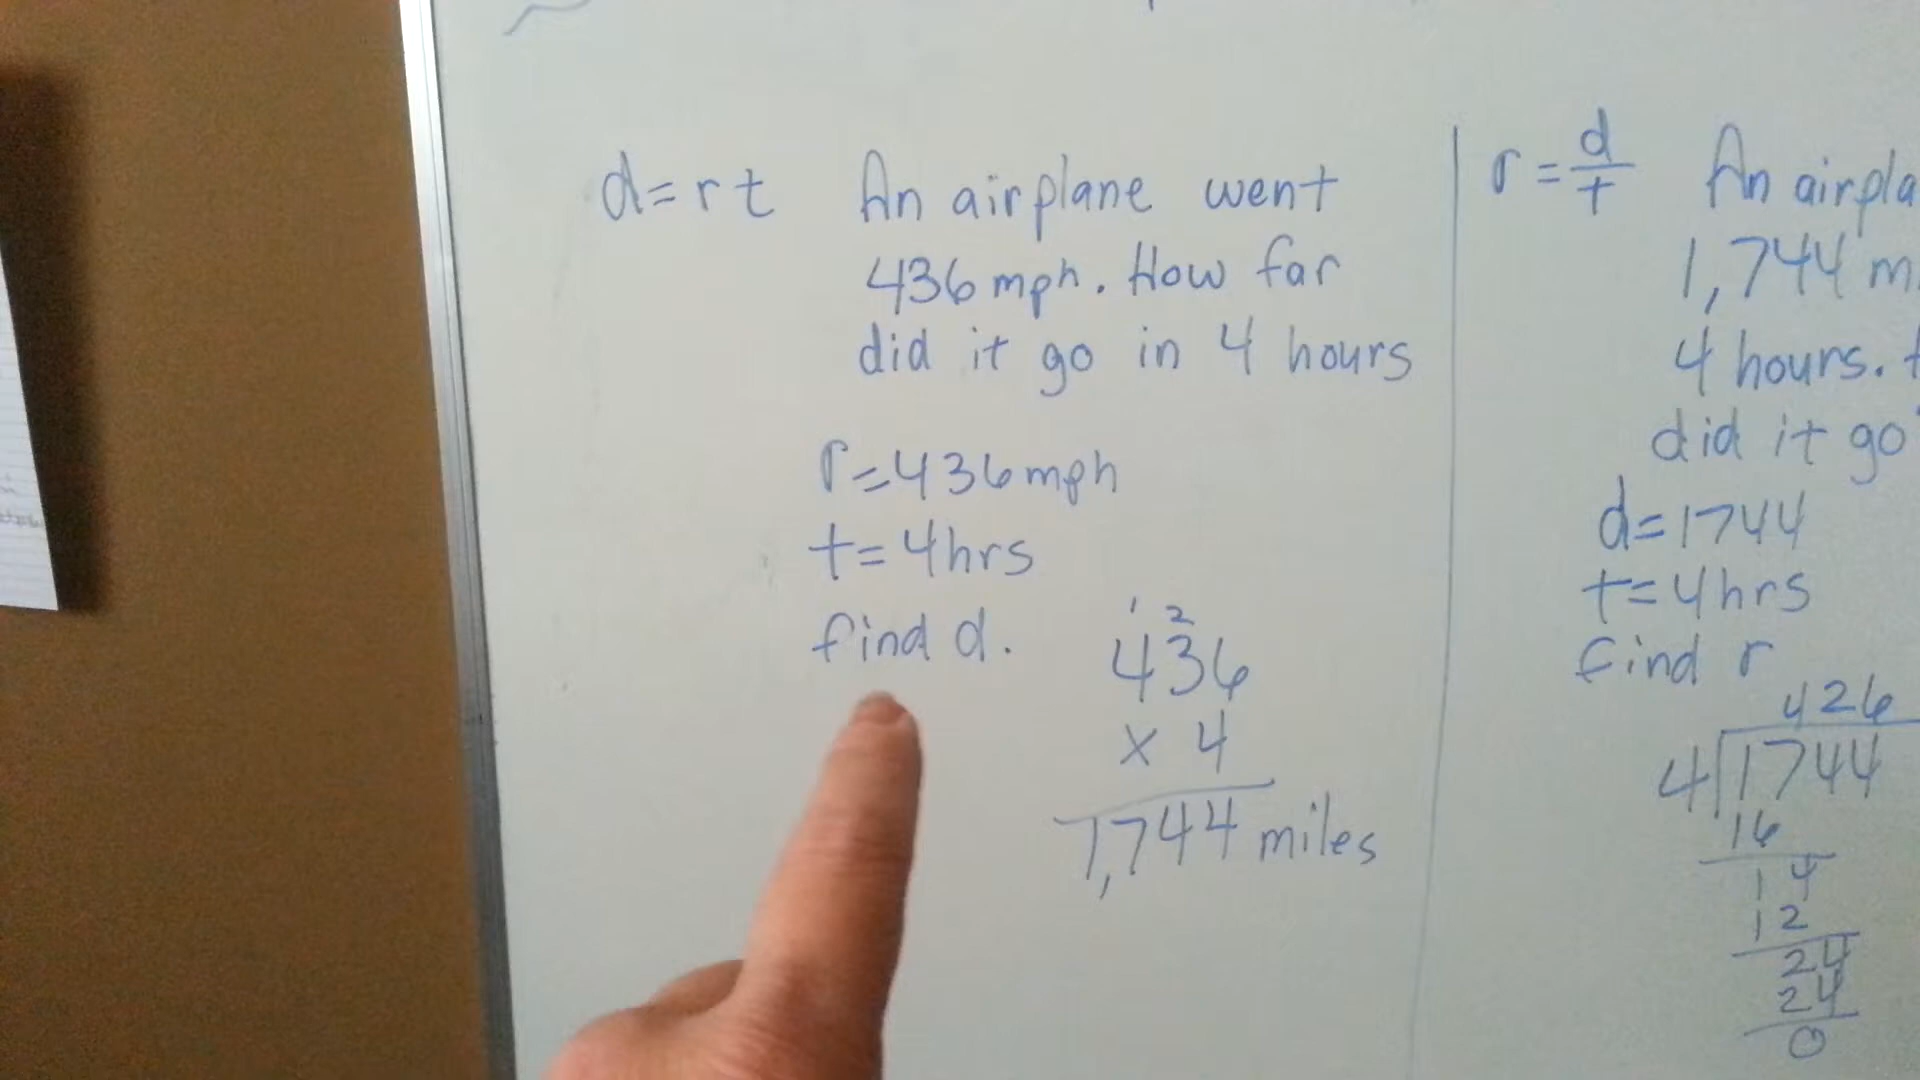 d=rt An airplane went
436 mph. How far
did it go in 4 hours
r=436mph
t=4hrs
find d.
1 2
436
x 4
1,744 miles
r = d/t An airpla
1,744 m
4 hours.
did it go
d=1744
t=4hrs
find r
426
4)1744
16
14
12
24
24
0